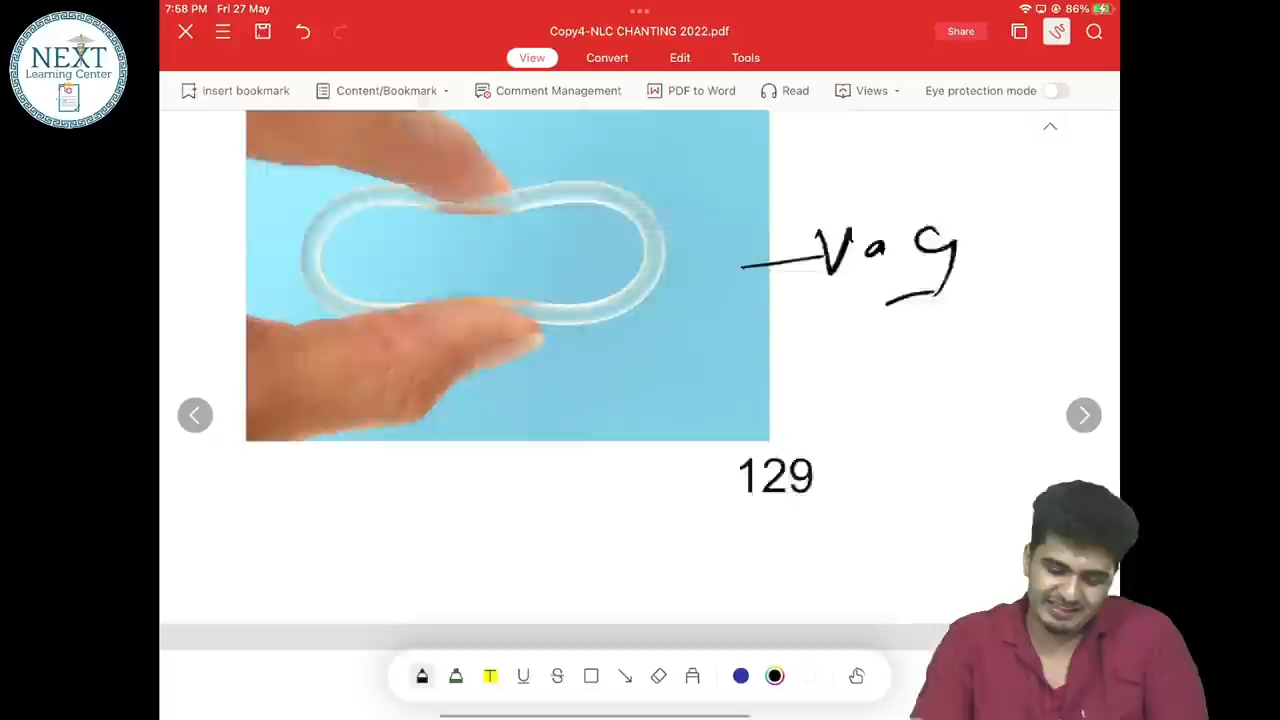 7:58 PM Fri 27 May
86%
Copy4-NLC CHANTING 2022.pdf
Share
View Convert Edit Tools
Insert bookmark Content/Bookmark Comment Management PDF to Word Read Views Eye protection mode
NEXT
Learning Center
Vag
129
T U S A